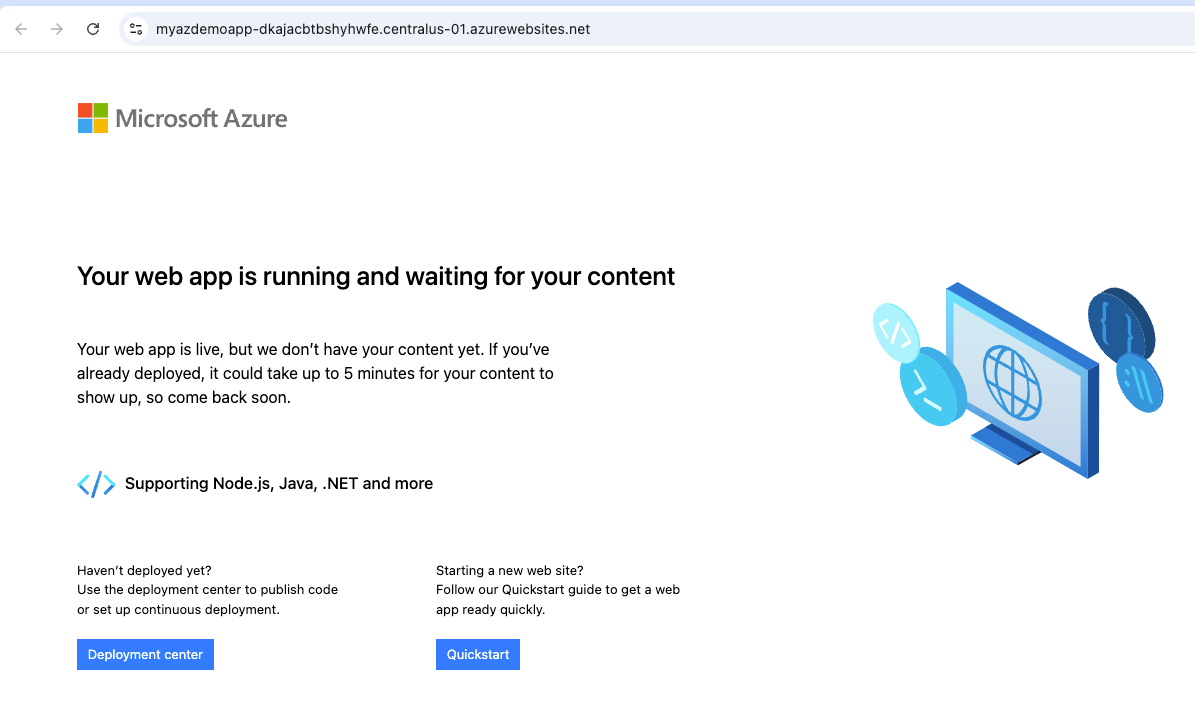 myazdemoapp-dkajacbtbshyhwfe.centralus-01.azurewebsites.net
Microsoft Azure
Your web app is running and waiting for your content
Your web app is live, but we don’t have your content yet. If you’ve
already deployed, it could take up to 5 minutes for your content to
show up, so come back soon.
Supporting Node.js, Java, .NET and more
Haven’t deployed yet?
Use the deployment center to publish code
or set up continuous deployment.
Deployment center
Starting a new web site?
Follow our Quickstart guide to get a web
app ready quickly.
Quickstart